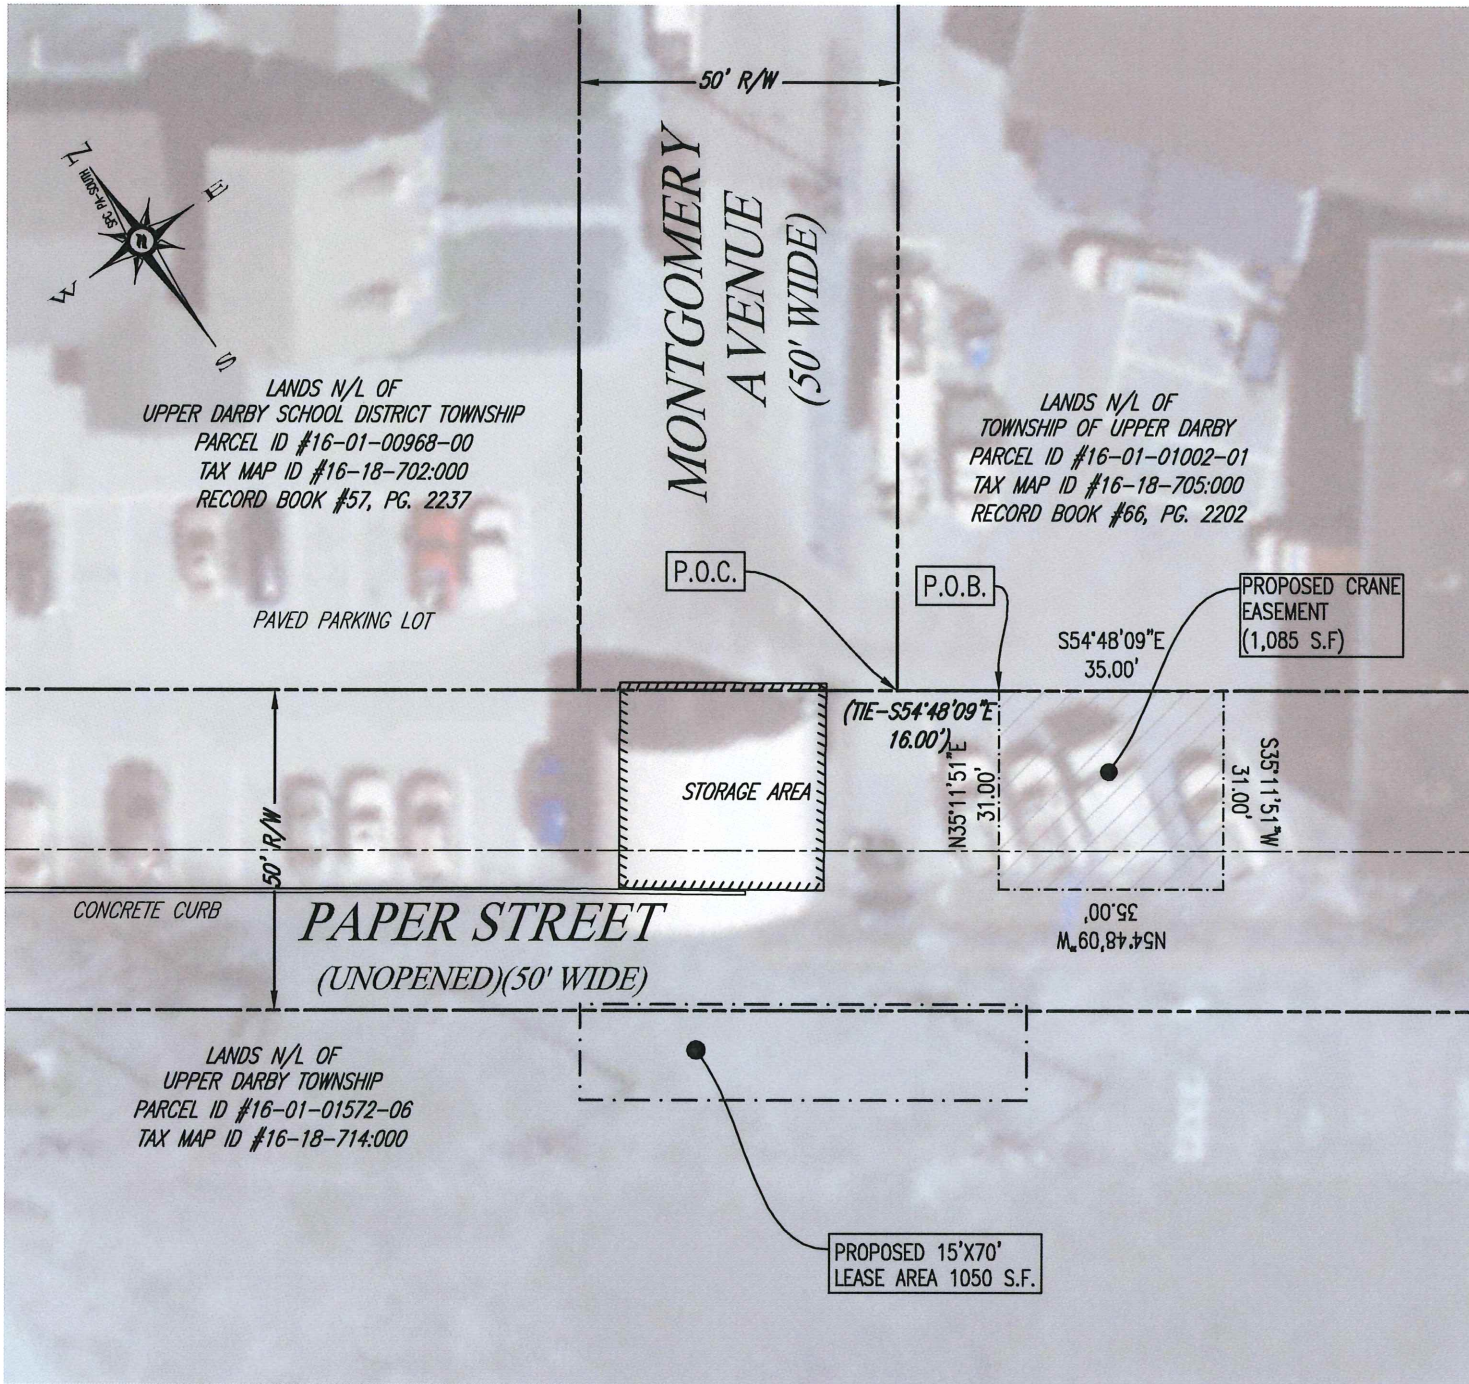 50' R/W
MONTGOMERY
AVENUE
(50' WIDE)
N
SPC PA-SOUTH
E
W
S
LANDS N/L OF
UPPER DARBY SCHOOL DISTRICT TOWNSHIP
PARCEL ID #16-01-00968-00
TAX MAP ID #16-18-702:000
RECORD BOOK #57, PG. 2237
LANDS N/L OF
TOWNSHIP OF UPPER DARBY
PARCEL ID #16-01-01002-01
TAX MAP ID #16-18-705:000
RECORD BOOK #66, PG. 2202
P.O.C.
P.O.B.
PROPOSED CRANE
EASEMENT
(1,085 S.F)
PAVED PARKING LOT
S54°48'09"E
35.00'
(TIE-S54°48'09"E
16.00')
N35°11'51"E
31.00'
S35°11'51"W
31.00'
STORAGE AREA
50' R/W
CONCRETE CURB
PAPER STREET
(UNOPENED)(50' WIDE)
N54°48'09"W
35.00'
LANDS N/L OF
UPPER DARBY TOWNSHIP
PARCEL ID #16-01-01572-06
TAX MAP ID #16-18-714:000
PROPOSED 15'X70'
LEASE AREA 1050 S.F.